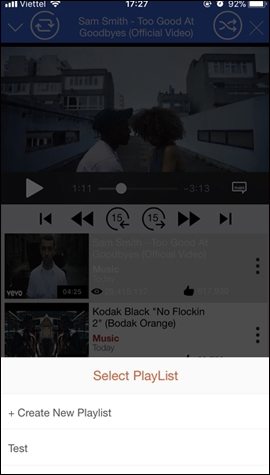 Viettel
17:27
92%
Sam Smith - Too Good At
Goodbyes (Official Video)
1:11
−3:13
15
15
Sam Smith - Too Good At
Goodbyes (Official Video)
Music
vevo
04:25
Kodak Black "No Flockin
2" (Bodak Orange)
Music
Today
Select PlayList
+ Create New Playlist
Test